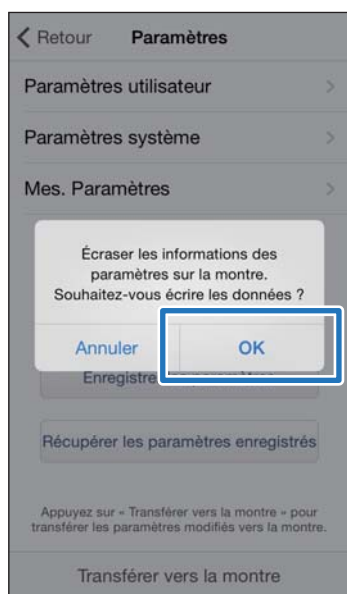 Retour Paramètres
Paramètres utilisateur
Paramètres système
Mes. Paramètres
Écraser les informations des
paramètres sur la montre.
Souhaitez-vous écrire les données ?
Annuler OK
Enregistrer les paramètres
Récupérer les paramètres enregistrés
Appuyez sur « Transférer vers la montre » pour
transférer les paramètres modifiés vers la montre.
Transférer vers la montre